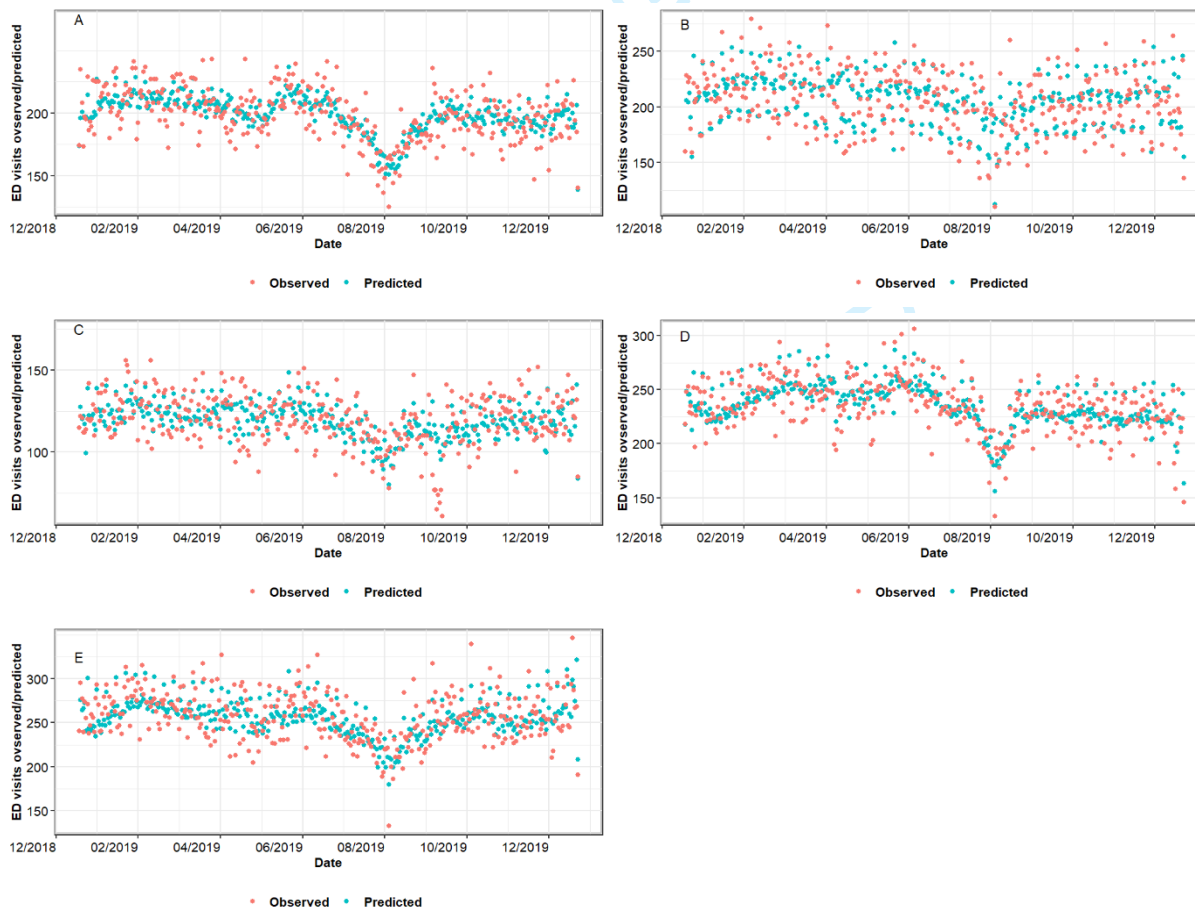 A
ED visits ovserved/predicted
200
150
12/2018 02/2019 04/2019 06/2019 08/2019 10/2019 12/2019
Date
Observed Predicted
B
ED visits ovserved/predicted
250
200
150
12/2018 02/2019 04/2019 06/2019 08/2019 10/2019 12/2019
Date
Observed Predicted
C
ED visits ovserved/predicted
150
100
12/2018 02/2019 04/2019 06/2019 08/2019 10/2019 12/2019
Date
Observed Predicted
D
ED visits ovserved/predicted
300
250
200
150
12/2018 02/2019 04/2019 06/2019 08/2019 10/2019 12/2019
Date
Observed Predicted
E
ED visits ovserved/predicted
300
250
200
150
12/2018 02/2019 04/2019 06/2019 08/2019 10/2019 12/2019
Date
Observed Predicted